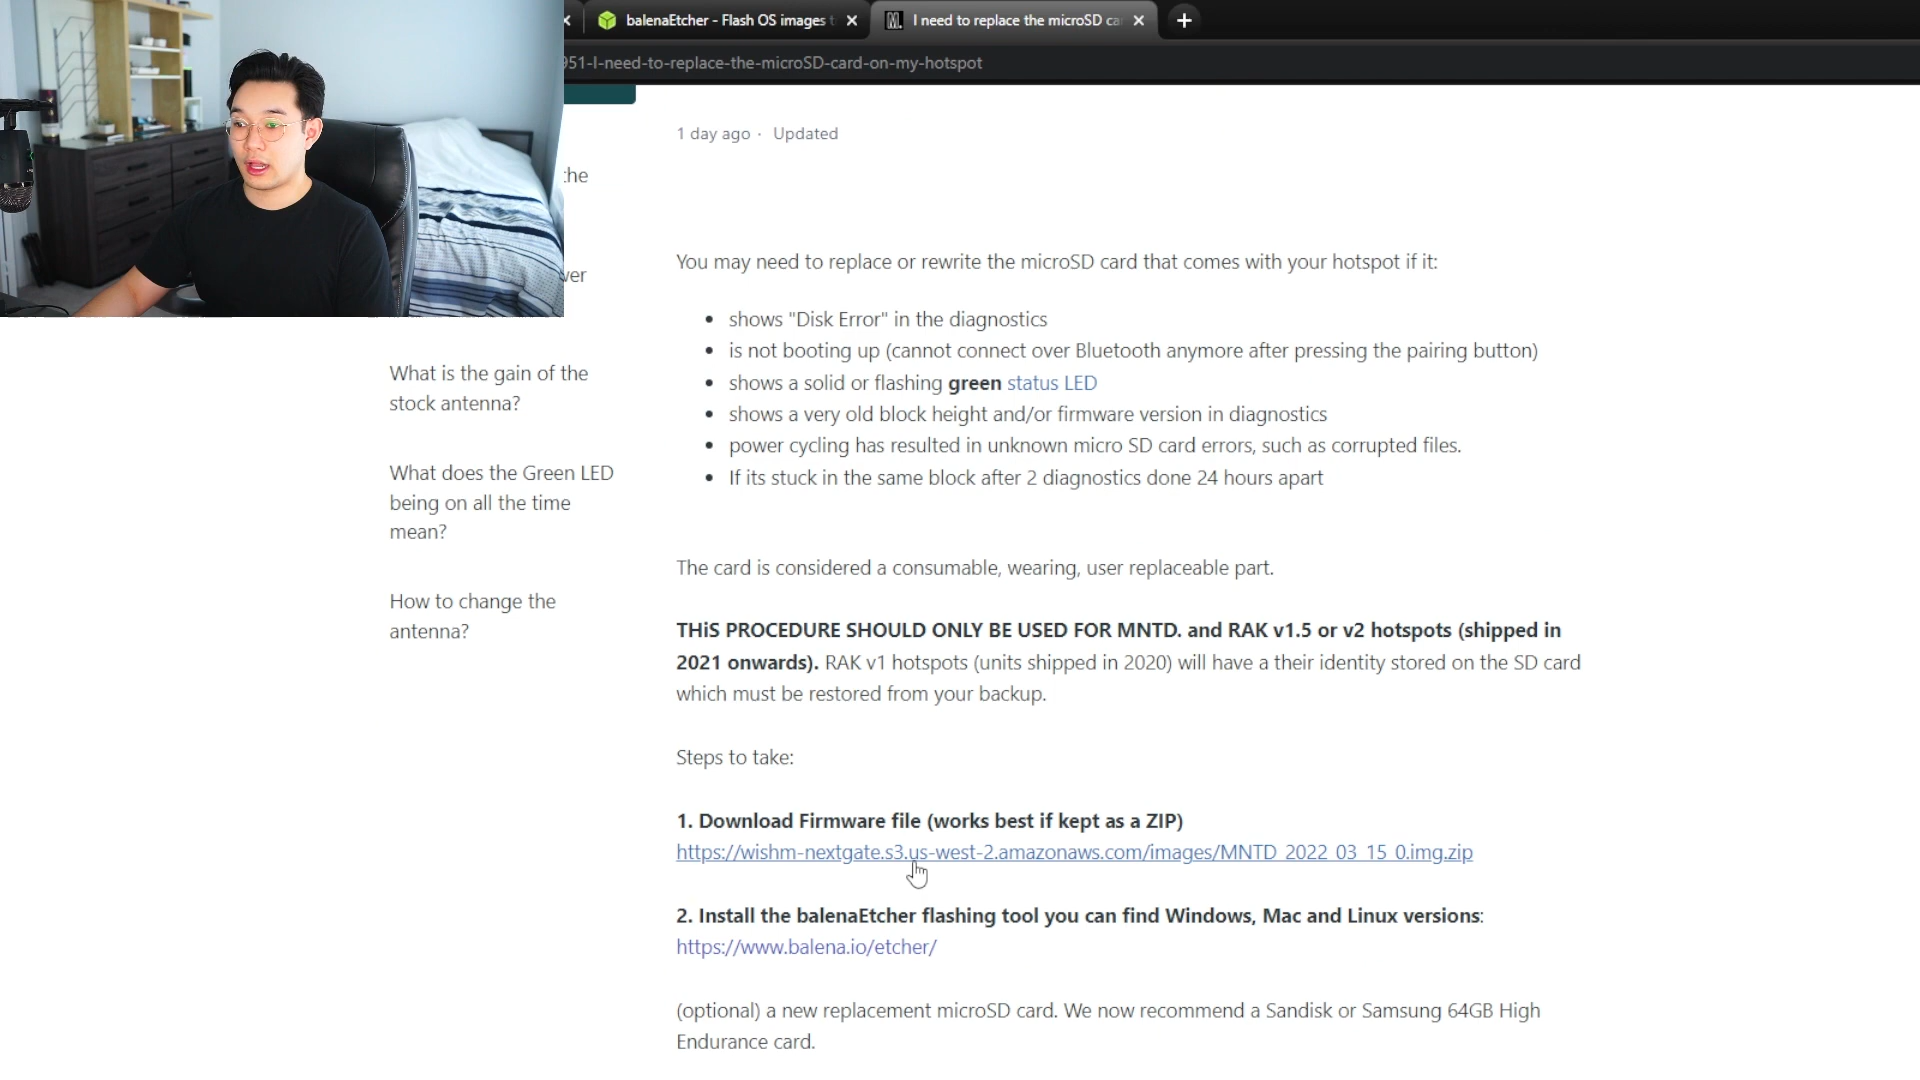 balenaEtcher - Flash OS images t
I need to replace the microSD ca
951-I-need-to-replace-the-microSD-card-on-my-hotspot
1 day ago · Updated
the
ver
What is the gain of the
stock antenna?
What does the Green LED
being on all the time
mean?
How to change the
antenna?
You may need to replace or rewrite the microSD card that comes with your hotspot if it:
• shows "Disk Error" in the diagnostics
• is not booting up (cannot connect over Bluetooth anymore after pressing the pairing button)
• shows a solid or flashing green status LED
• shows a very old block height and/or firmware version in diagnostics
• power cycling has resulted in unknown micro SD card errors, such as corrupted files.
• If its stuck in the same block after 2 diagnostics done 24 hours apart
The card is considered a consumable, wearing, user replaceable part.
THiS PROCEDURE SHOULD ONLY BE USED FOR MNTD. and RAK v1.5 or v2 hotspots (shipped in
2021 onwards). RAK v1 hotspots (units shipped in 2020) will have a their identity stored on the SD card
which must be restored from your backup.
Steps to take:
1. Download Firmware file (works best if kept as a ZIP)
https://wishm-nextgate.s3.us-west-2.amazonaws.com/images/MNTD_2022_03_15_0.img.zip
2. Install the balenaEtcher flashing tool you can find Windows, Mac and Linux versions:
https://www.balena.io/etcher/
(optional) a new replacement microSD card. We now recommend a Sandisk or Samsung 64GB High
Endurance card.